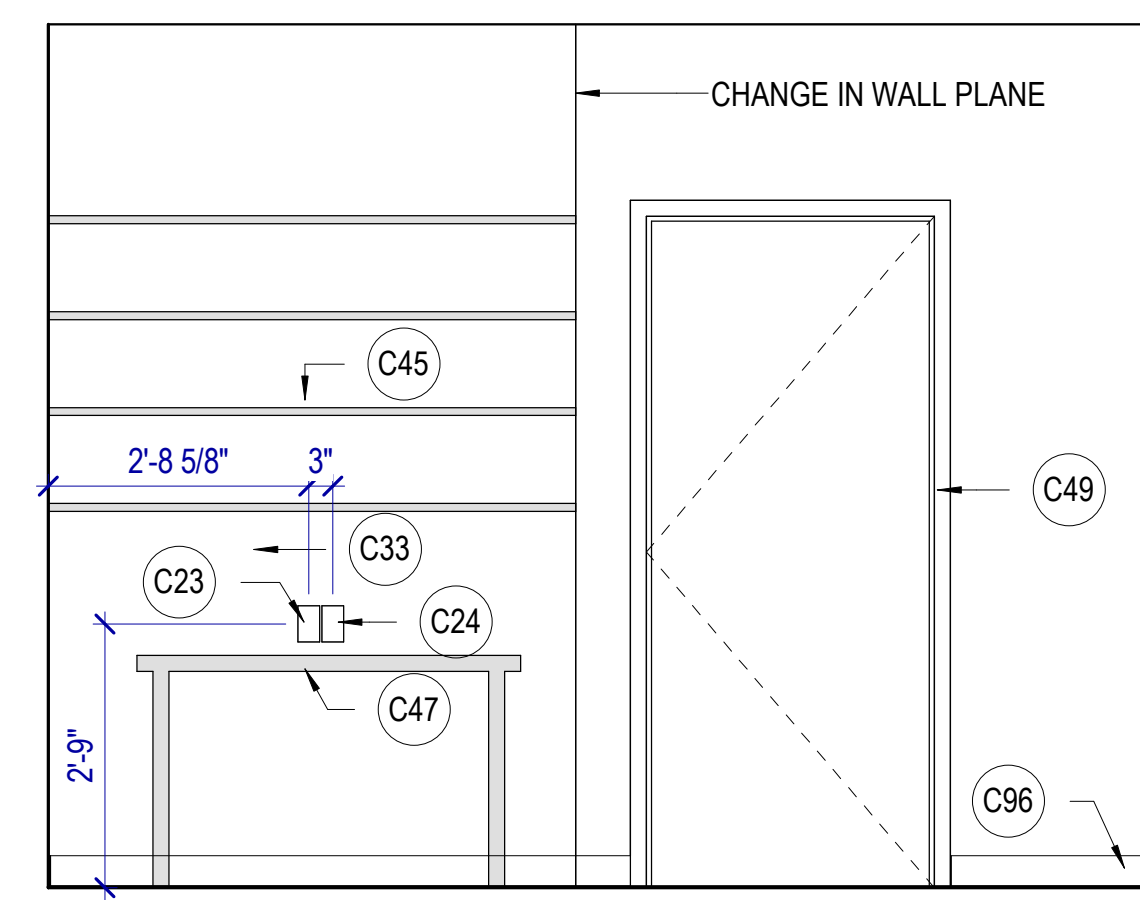 CHANGE IN WALL PLANE
C45
2'-8 5/8" 3"
C49
C33
C23
C24
C47
2'-9"
C96